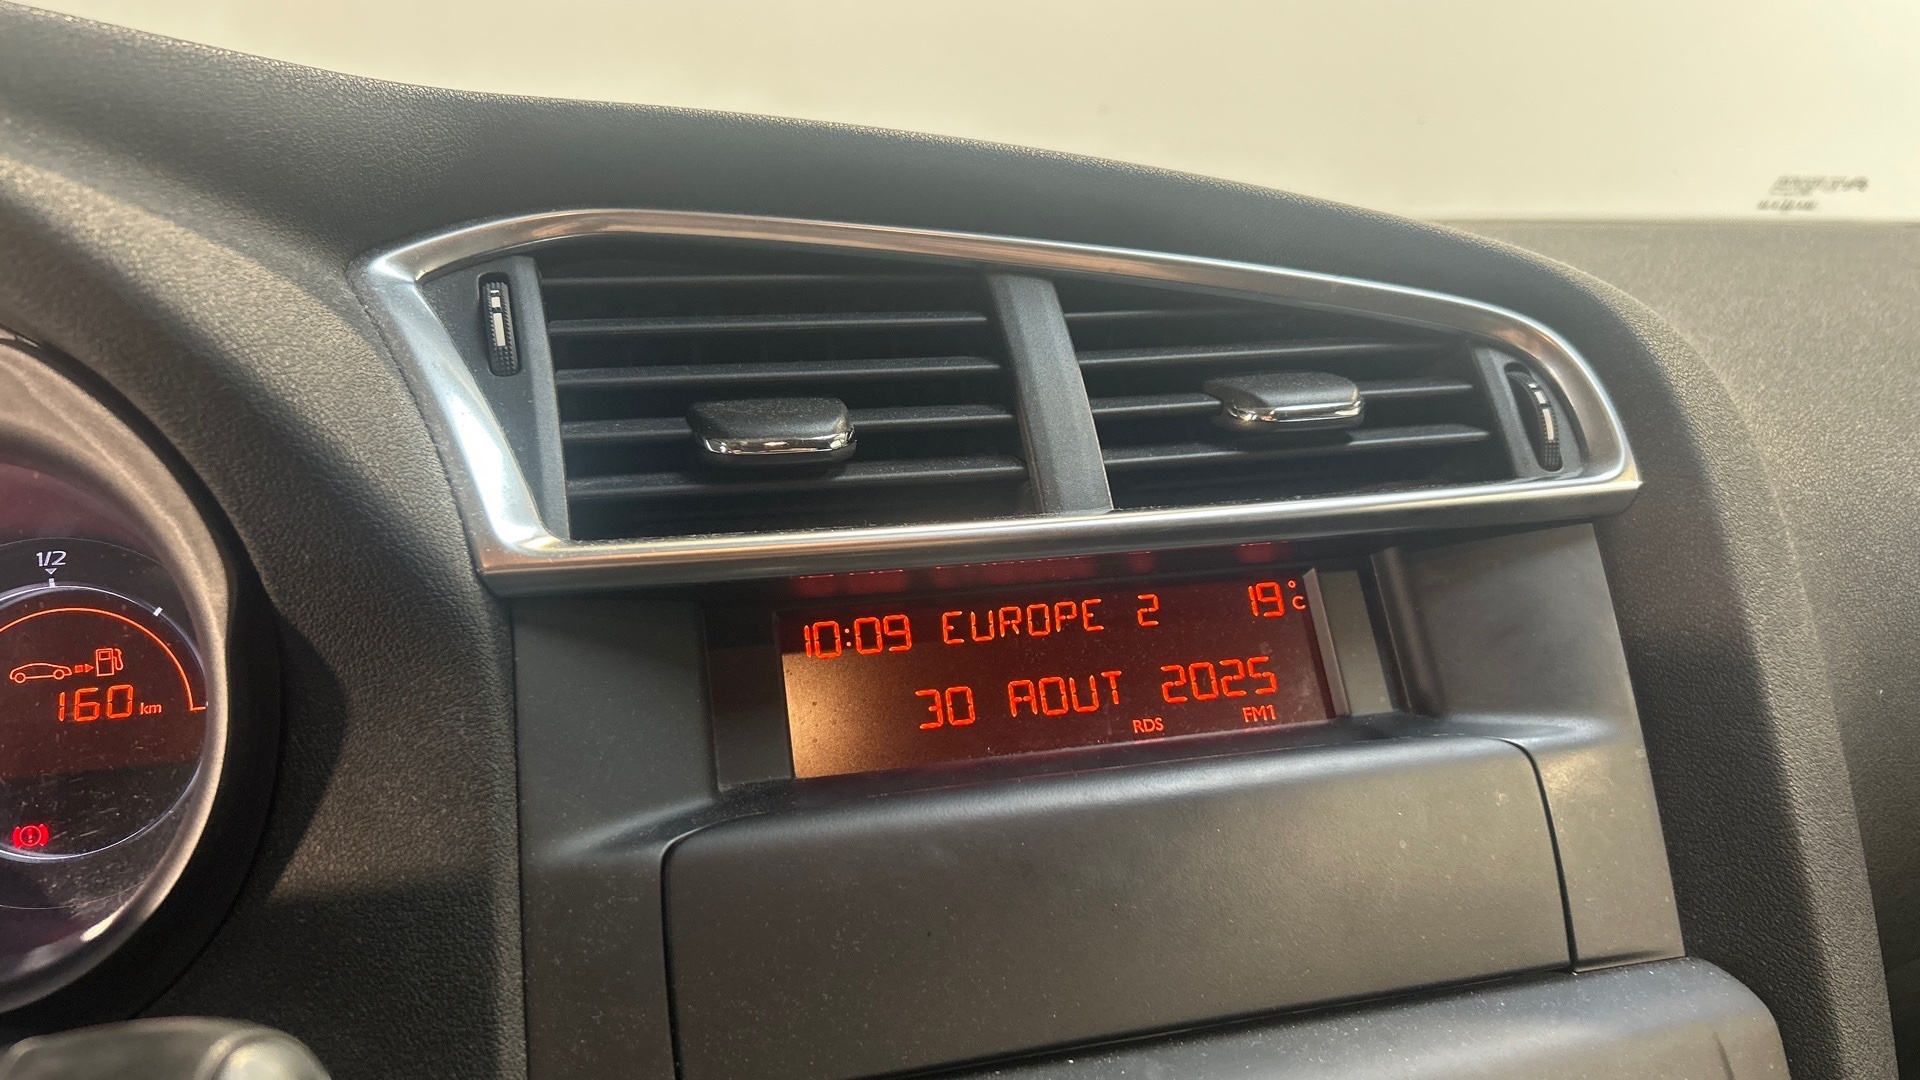 10:09 EUROPE 2 19°C
30 AOUT 2025
RDS FM1
1/2
160 km